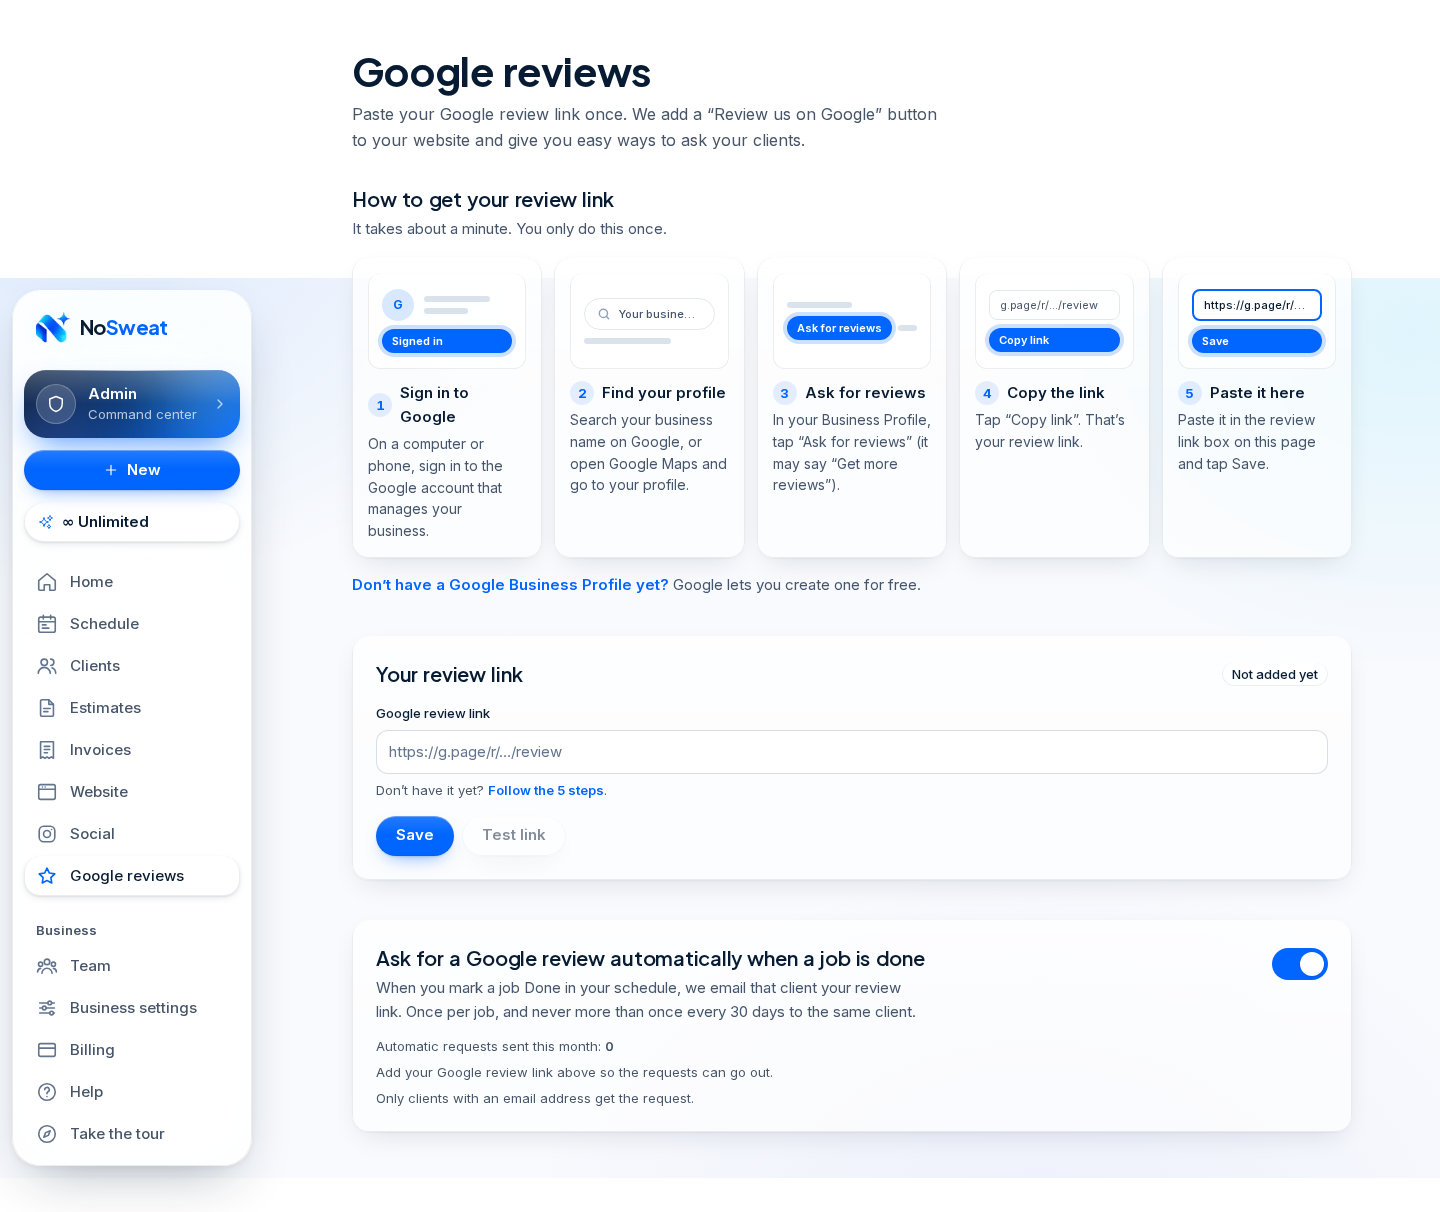 Google reviews
Paste your Google review link once. We add a “Review us on Google” button
to your website and give you easy ways to ask your clients.
How to get your review link
It takes about a minute. You only do this once.
G
Signed in
1
Sign in to
Google
On a computer or
phone, sign in to the
Google account that
manages your
business.
Your busine…
2
Find your profile
Search your business
name on Google, or
open Google Maps and
go to your profile.
Ask for reviews
3
Ask for reviews
In your Business Profile,
tap “Ask for reviews” (it
may say “Get more
reviews”).
g.page/r/…/review
Copy link
4
Copy the link
Tap “Copy link”. That’s
your review link.
https://g.page/r/…
Save
5
Paste it here
Paste it in the review
link box on this page
and tap Save.
Don’t have a Google Business Profile yet? Google lets you create one for free.
Your review link
Not added yet
Google review link
https://g.page/r/…/review
Don’t have it yet? Follow the 5 steps.
Save
Test link
Ask for a Google review automatically when a job is done
When you mark a job Done in your schedule, we email that client your review
link. Once per job, and never more than once every 30 days to the same client.
Automatic requests sent this month: 0
Add your Google review link above so the requests can go out.
Only clients with an email address get the request.
NoSweat
Admin
Command center
+ New
∞ Unlimited
Home
Schedule
Clients
Estimates
Invoices
Website
Social
Google reviews
Business
Team
Business settings
Billing
Help
Take the tour